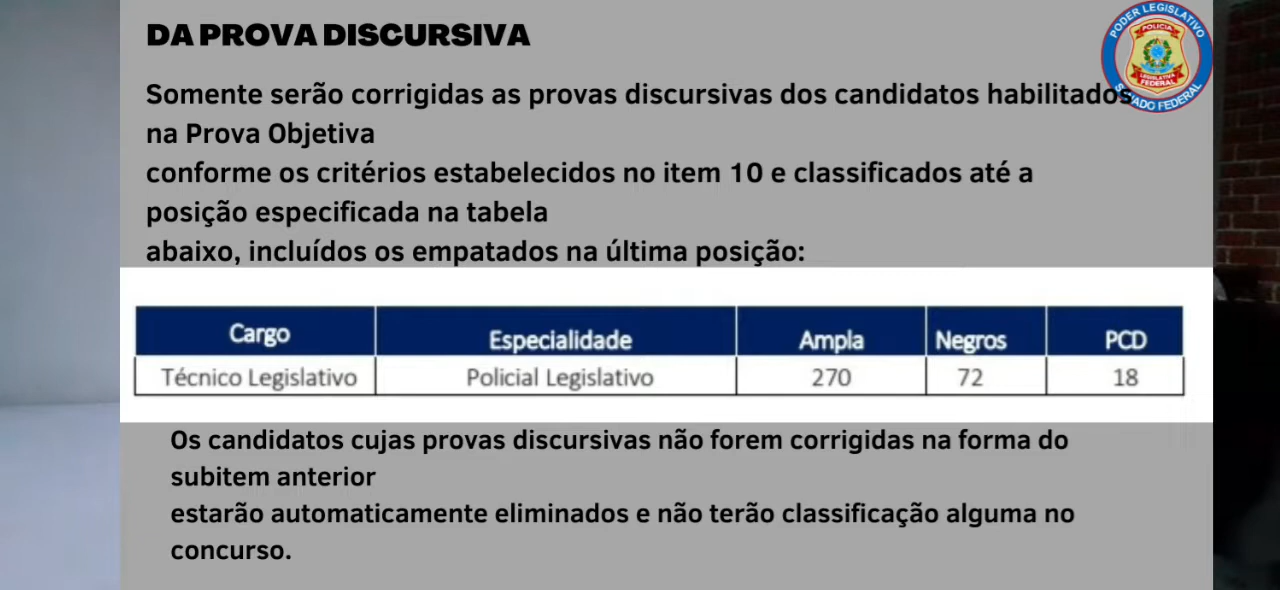 DA PROVA DISCURSIVA
PODER LEGISLATIVO
POLÍCIA
LEGISLATIVA
FEDERAL
SENADO FEDERAL
Somente serão corrigidas as provas discursivas dos candidatos habilitados
na Prova Objetiva
conforme os critérios estabelecidos no item 10 e classificados até a
posição especificada na tabela
abaixo, incluídos os empatados na última posição:
Cargo Especialidade Ampla Negros PCD
Técnico Legislativo Policial Legislativo 270 72 18
Os candidatos cujas provas discursivas não forem corrigidas na forma do
subitem anterior
estarão automaticamente eliminados e não terão classificação alguma no
concurso.